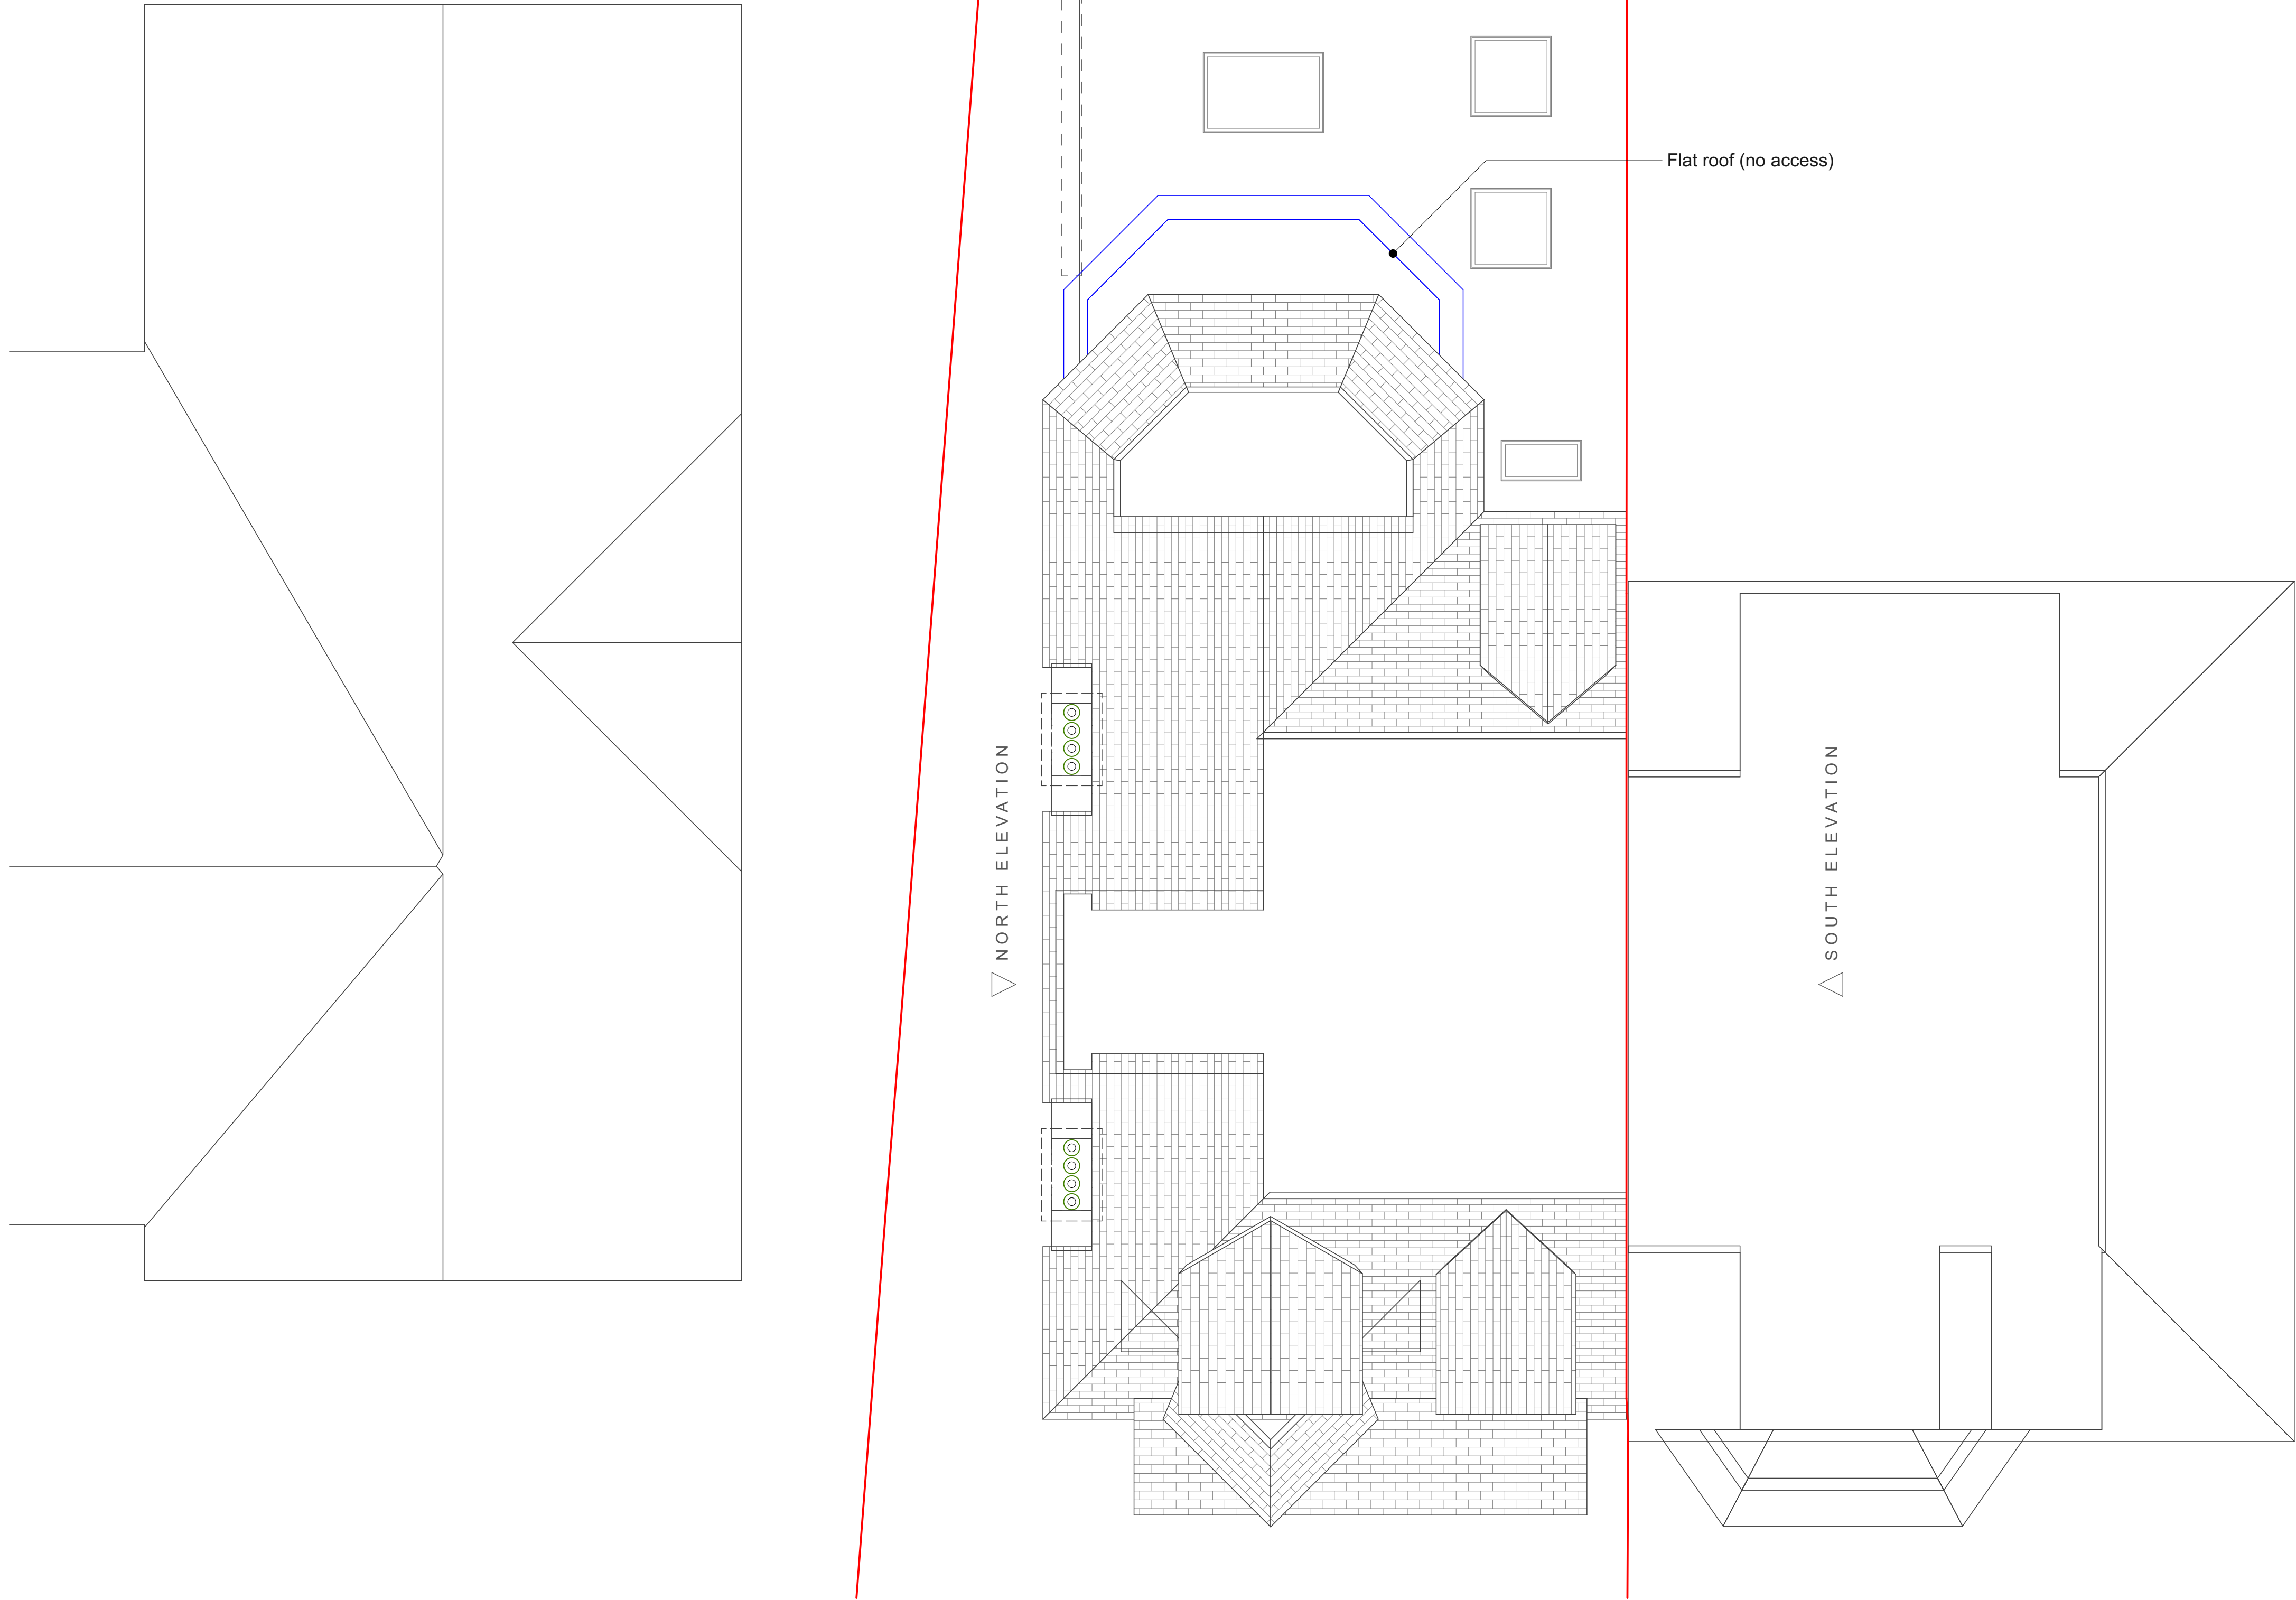 Flat roof (no access)
NORTH ELEVATION
SOUTH ELEVATION